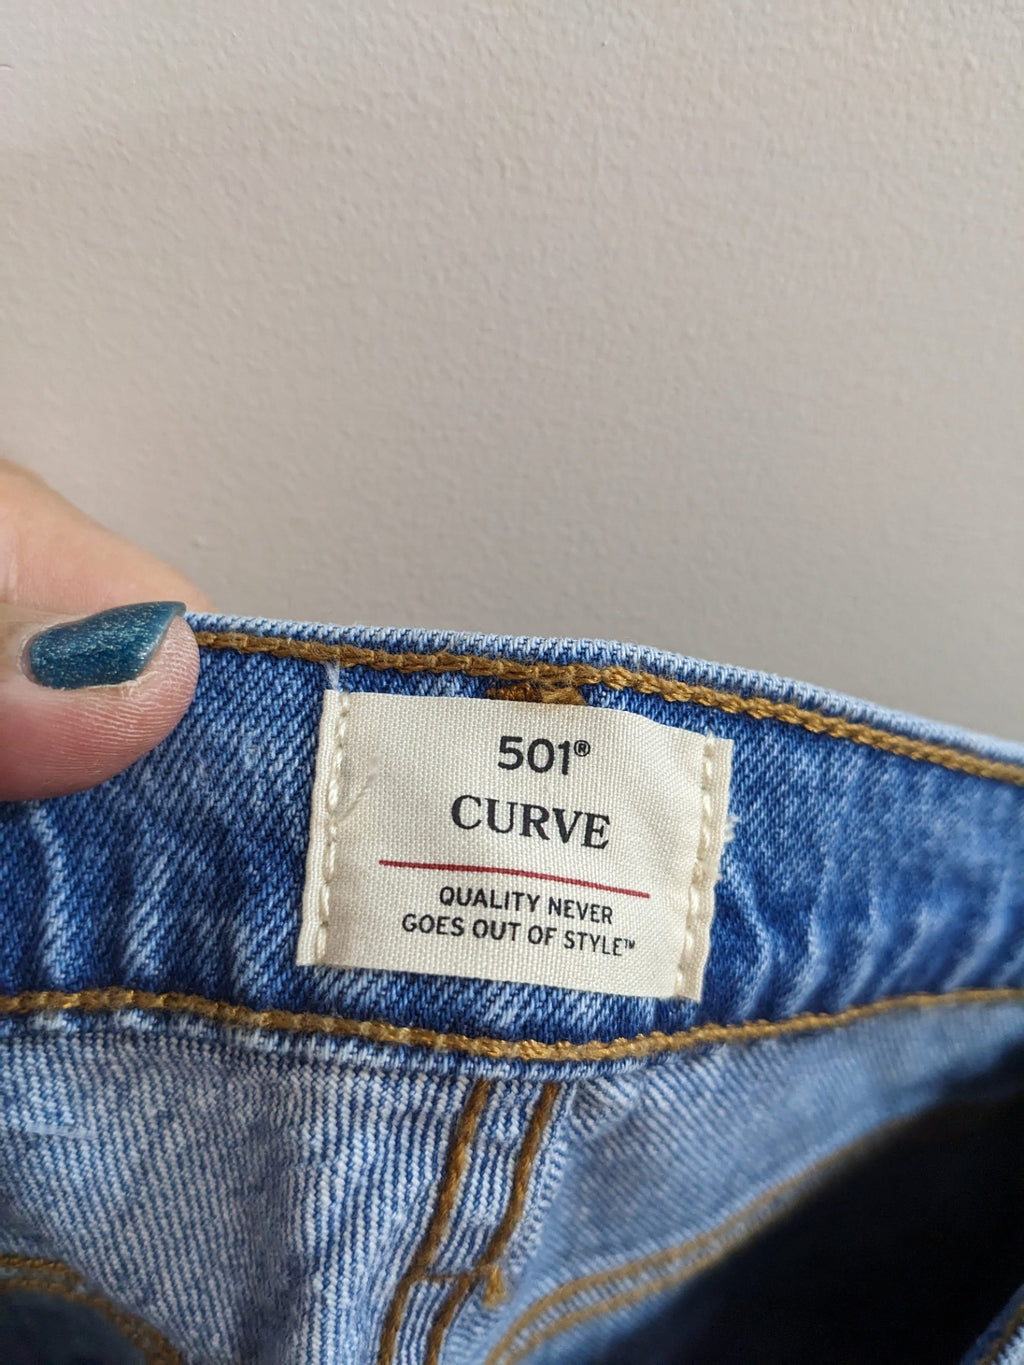 501®
CURVE
QUALITY NEVER
GOES OUT OF STYLE™